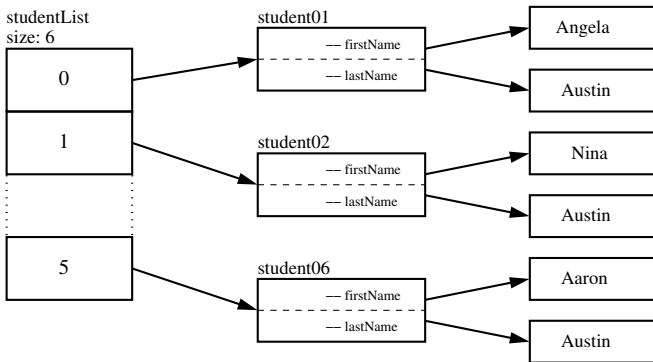 studentList
size: 6
0
1
5
student01
-- firstName
-- lastName
Angela
Austin
student02
-- firstName
-- lastName
Nina
Austin
student06
-- firstName
-- lastName
Aaron
Austin